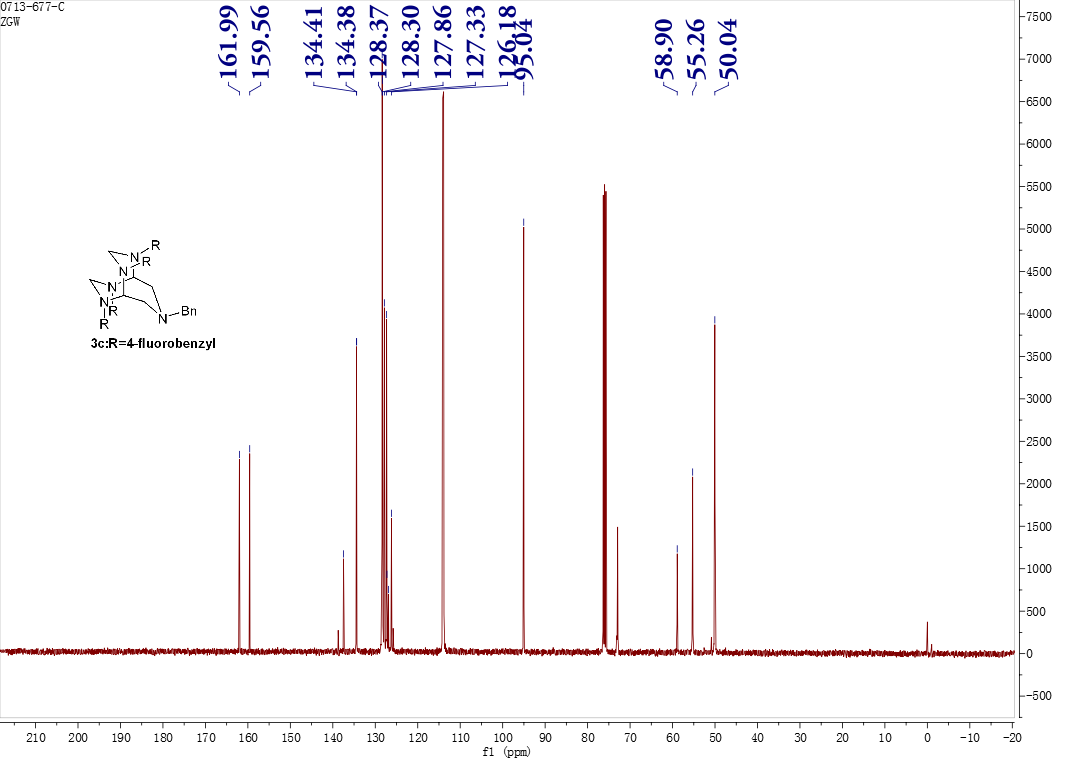 0713-677-C
ZGW
161.99
159.56
134.41
134.38
128.37
128.30
127.86
127.33
126.18
95.04
58.90
55.26
50.04
7500
7000
6500
6000
5500
5000
4500
4000
3500
3000
2500
2000
1500
1000
500
0
-500
N R
N R
N
N
R
R
N Bn
3c:R=4-fluorobenzyl
210 200 190 180 170 160 150 140 130 120 110 100 90 80 70 60 50 40 30 20 10 0 -10 -20
f1 (ppm)